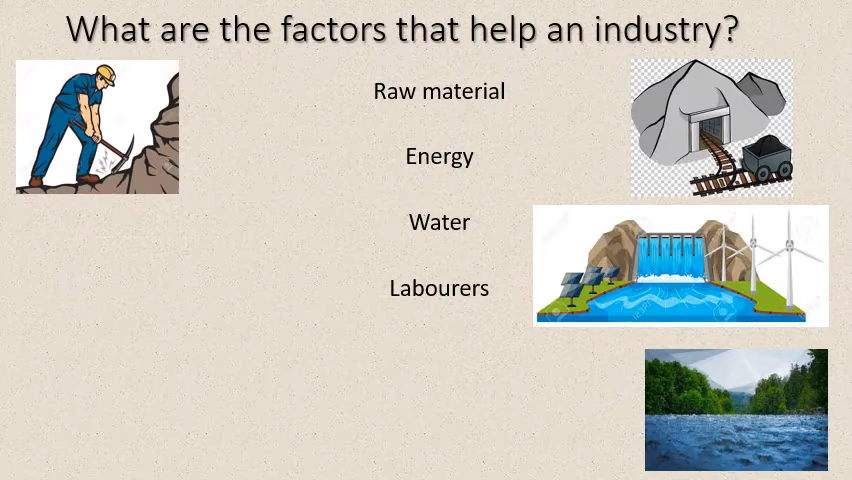 What are the factors that help an industry?
Raw material
Energy
Water
Labourers